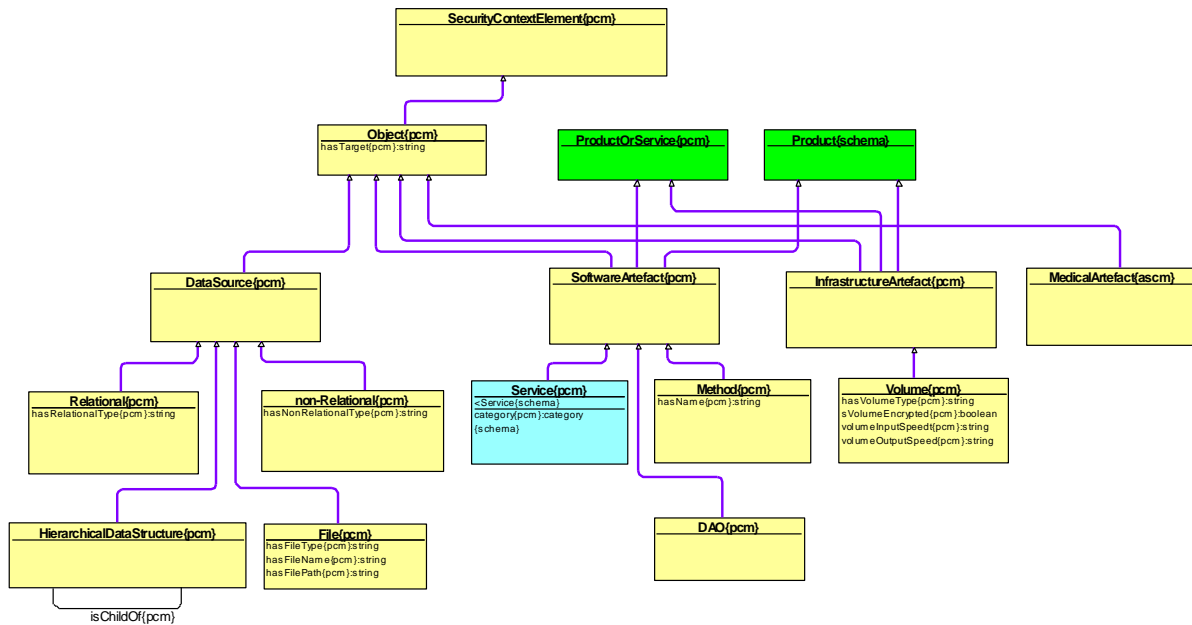 SecurityContextElement{pcm}
Object{pcm}
hasTarget{pcm}:string
ProductOrService{pcm}
Product{schema}
DataSource{pcm}
SoftwareArtefact{pcm}
InfrastructureArtefact{pcm}
MedicalArtefact{ascm}
Relational{pcm}
hasRelationalType{pcm}:string
non-Relational{pcm}
hasNonRelationalType{pcm}:string
Service{pcm}
<Service{schema}
category{pcm}:category
{schema}
Method{pcm}
hasName{pcm}:string
Volume{pcm}
hasVolumeType{pcm}:string
sVolumeEncrypted{pcm}:boolean
volumeInputSpeedt{pcm}:string
volumeOutputSpeed{pcm}:string
HierarchicalDataStructure{pcm}
File{pcm}
hasFileType{pcm}:string
hasFileName{pcm}:string
hasFilePath{pcm}:string
DAO{pcm}
isChildOf{pcm}